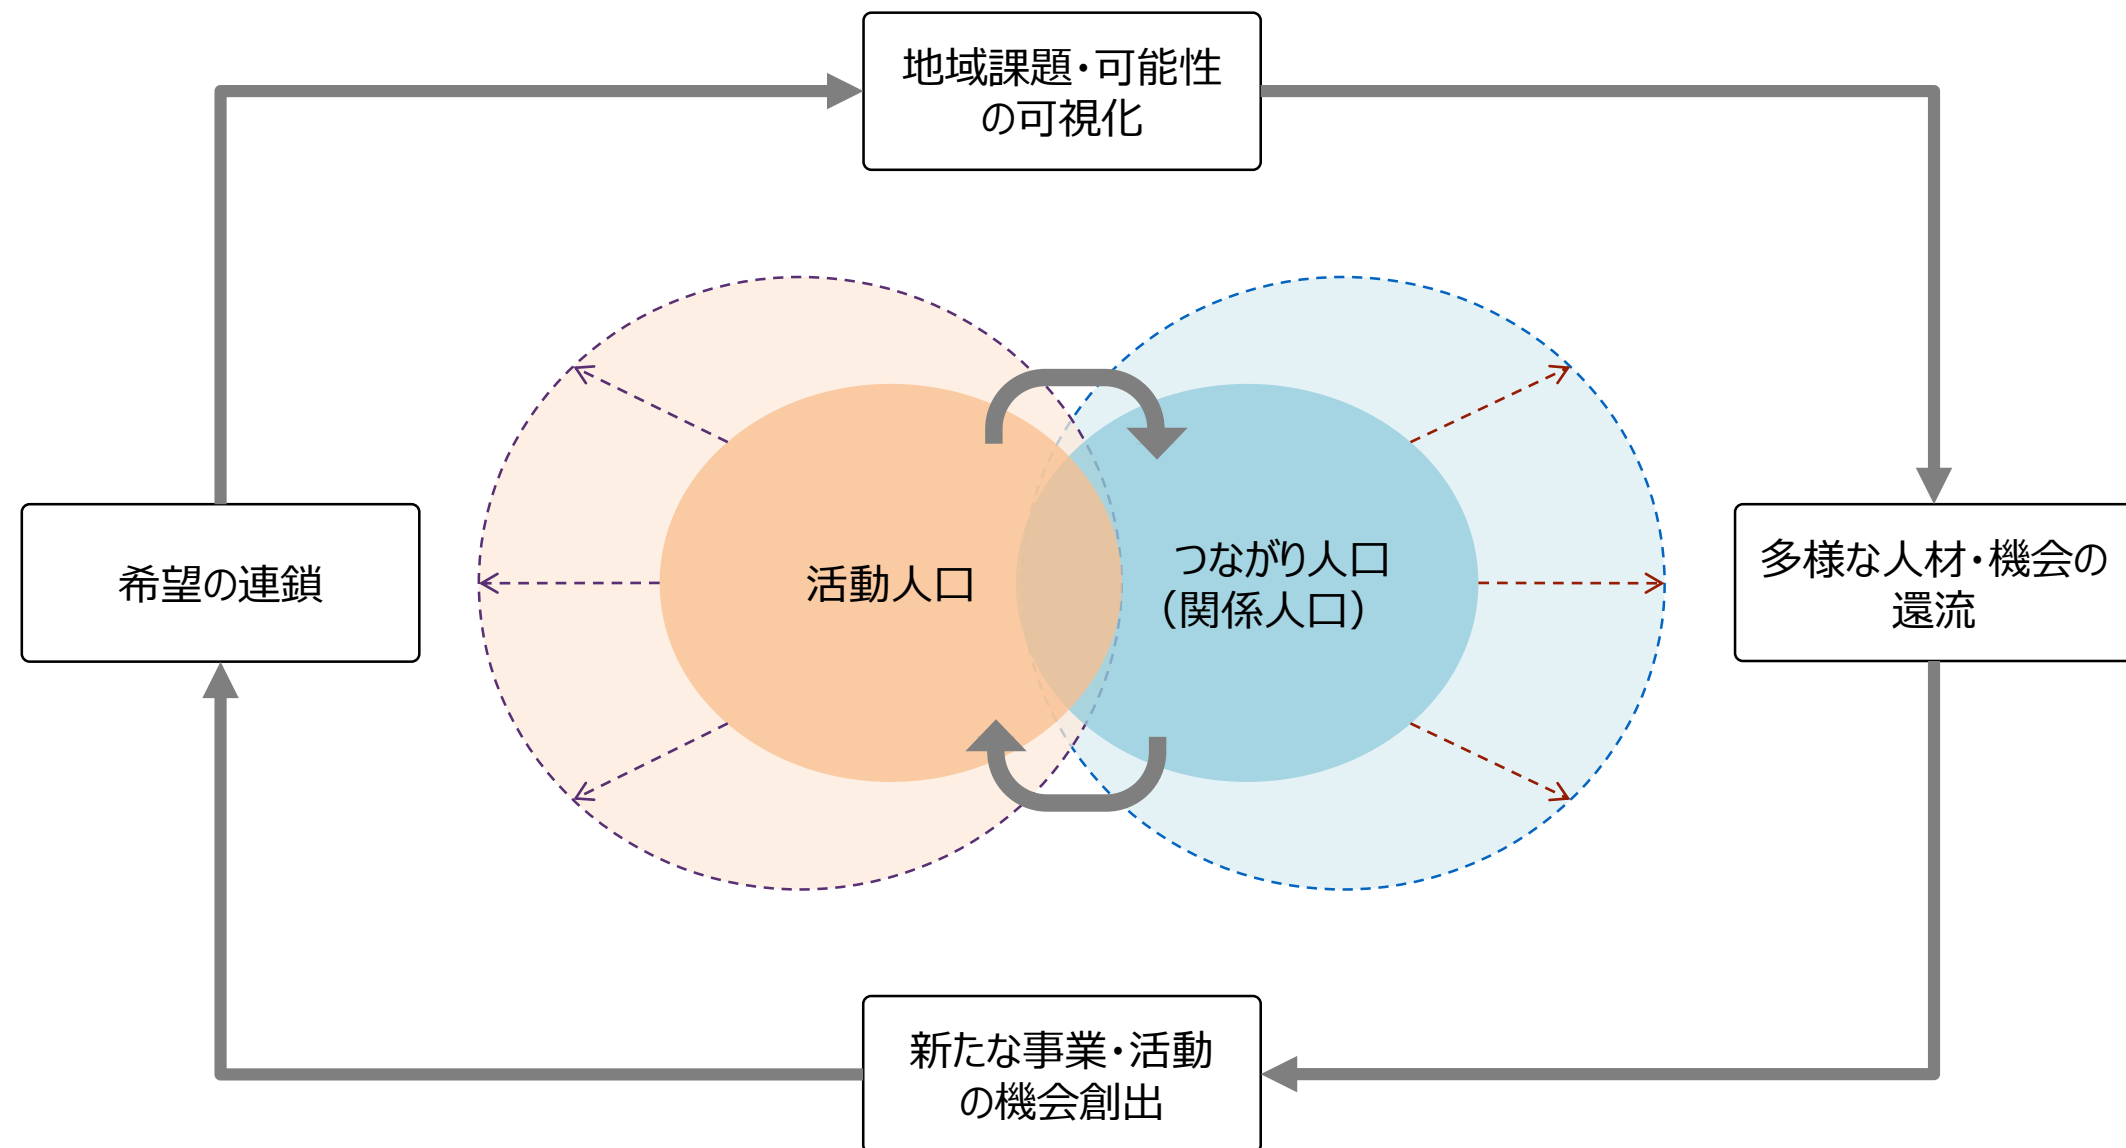 地域課題・可能性
の可視化
希望の連鎖
活動人口
つながり人口
（関係人口）
多様な人材・機会の
還流
新たな事業・活動
の機会創出